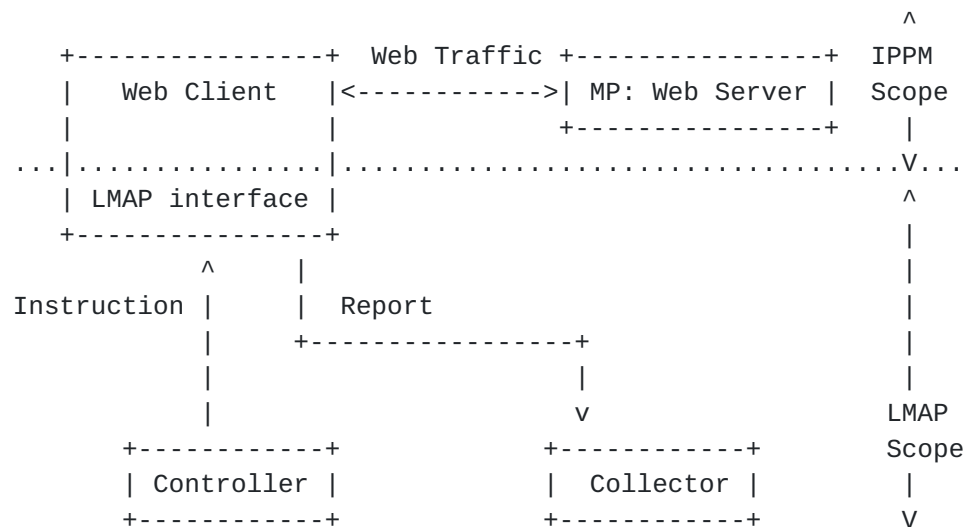 ^
+----------------+ Web Traffic +----------------+ IPPM
| Web Client |<------------>| MP: Web Server | Scope
| | +----------------+ |
...|................|....................................V...
| LMAP interface | ^
+----------------+ |
^ | |
Instruction | | Report |
| +-----------------+ |
| | |
| v LMAP
+------------+ +------------+ Scope
| Controller | | Collector | |
+------------+ +------------+ V